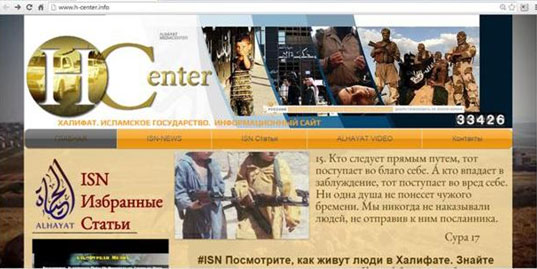 www.h-center.info
HCenter
ALHAYAT
MEDIACENTER
33426
ХАЛИФАТ. ИСЛАМСКОЕ ГОСУДАРСТВО. ИНФОРМАЦИОННЫЙ САЙТ
ISN-NEWS
ISN Статьи
ALHAYAT VIDEO
Контакты
ISN
Избранные
Статьи
ALHAYAT
15. Кто следует прямым путем, тот
поступает во благо себе. А кто впадает в
заблуждение, тот поступает во вред себе.
Ни одна душа не понесет чужого
бремени. Мы никогда не наказывали
людей, не отправив к ним посланника.
Сура 17
#ISN Посмотрите, как живут люди в Халифате. Знайте